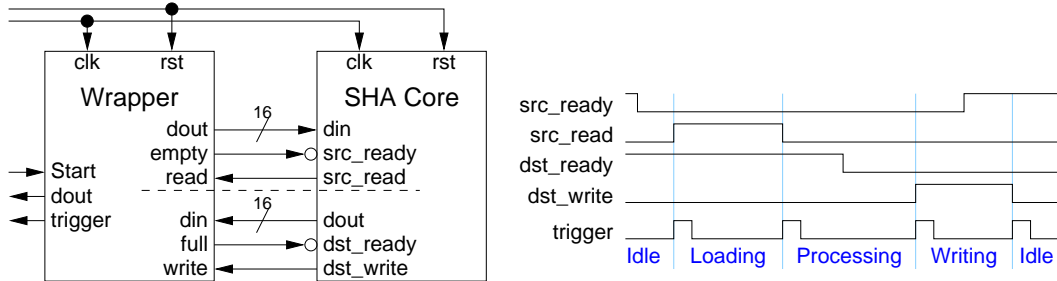 clk rst
Wrapper
dout
empty
read
Start
dout
trigger
din
full
write
16
16
clk rst
SHA Core
din
src_ready
src_read
dout
dst_ready
dst_write
src_ready
src_read
dst_ready
dst_write
trigger
Idle Loading Processing Writing Idle